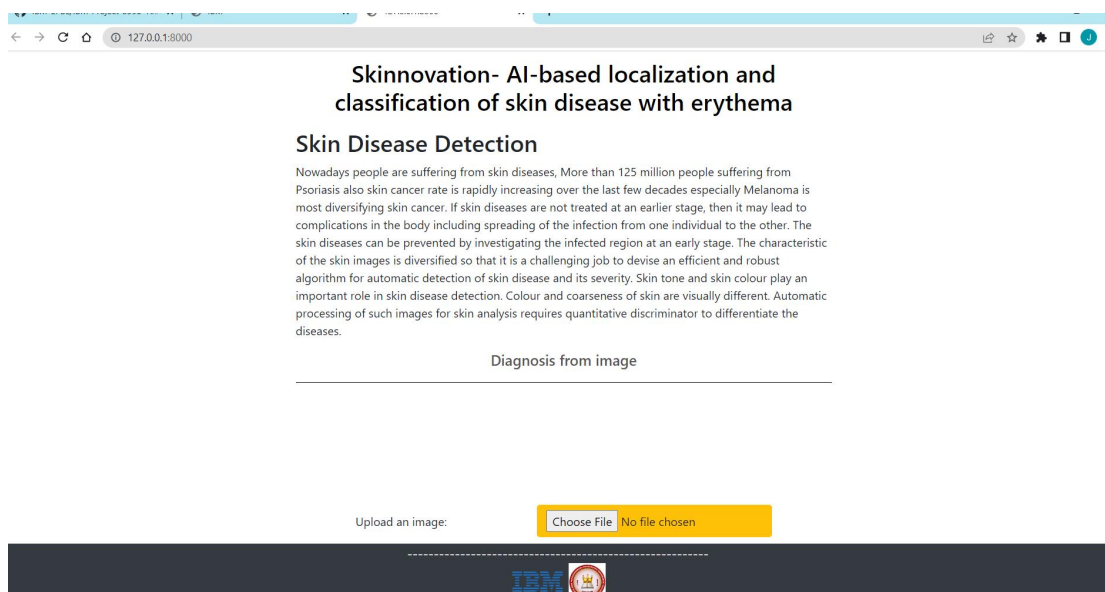 127.0.0.1:8000
Skinnovation- AI-based localization and
classification of skin disease with erythema
Skin Disease Detection
Nowadays people are suffering from skin diseases, More than 125 million people suffering from
Psoriasis also skin cancer rate is rapidly increasing over the last few decades especially Melanoma is
most diversifying skin cancer. If skin diseases are not treated at an earlier stage, then it may lead to
complications in the body including spreading of the infection from one individual to the other. The
skin diseases can be prevented by investigating the infected region at an early stage. The characteristic
of the skin images is diversified so that it is a challenging job to devise an efficient and robust
algorithm for automatic detection of skin disease and its severity. Skin tone and skin colour play an
important role in skin disease detection. Colour and coarseness of skin are visually different. Automatic
processing of such images for skin analysis requires quantitative discriminator to differentiate the
diseases.
Diagnosis from image
Upload an image: Choose File No file chosen
IBM